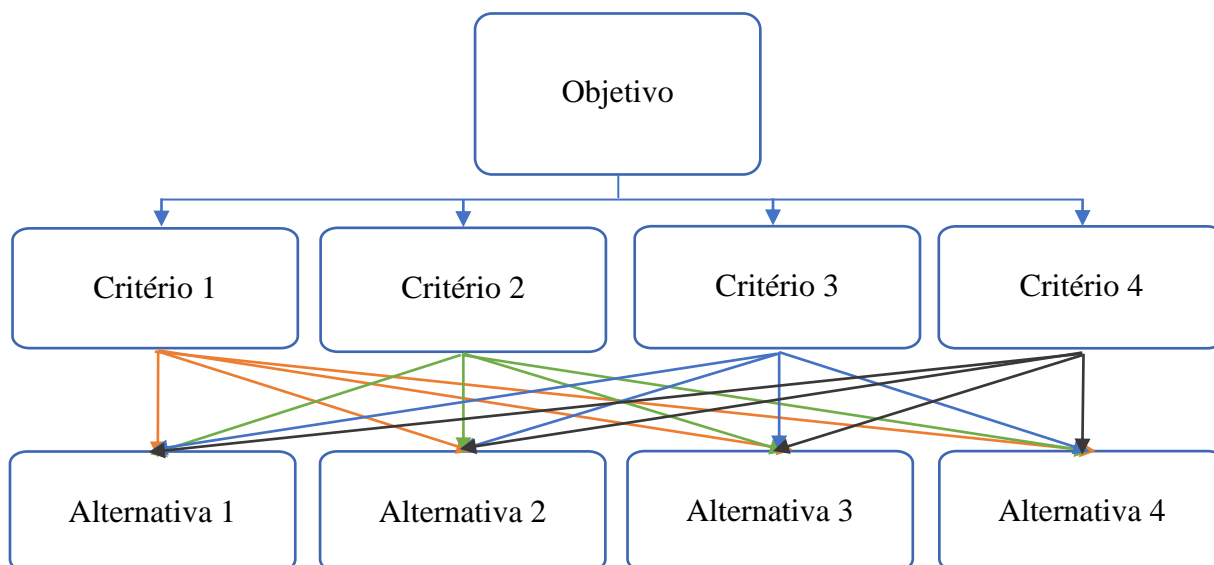 Objetivo
Critério 1
Critério 2
Critério 3
Critério 4
Alternativa 1
Alternativa 2
Alternativa 3
Alternativa 4